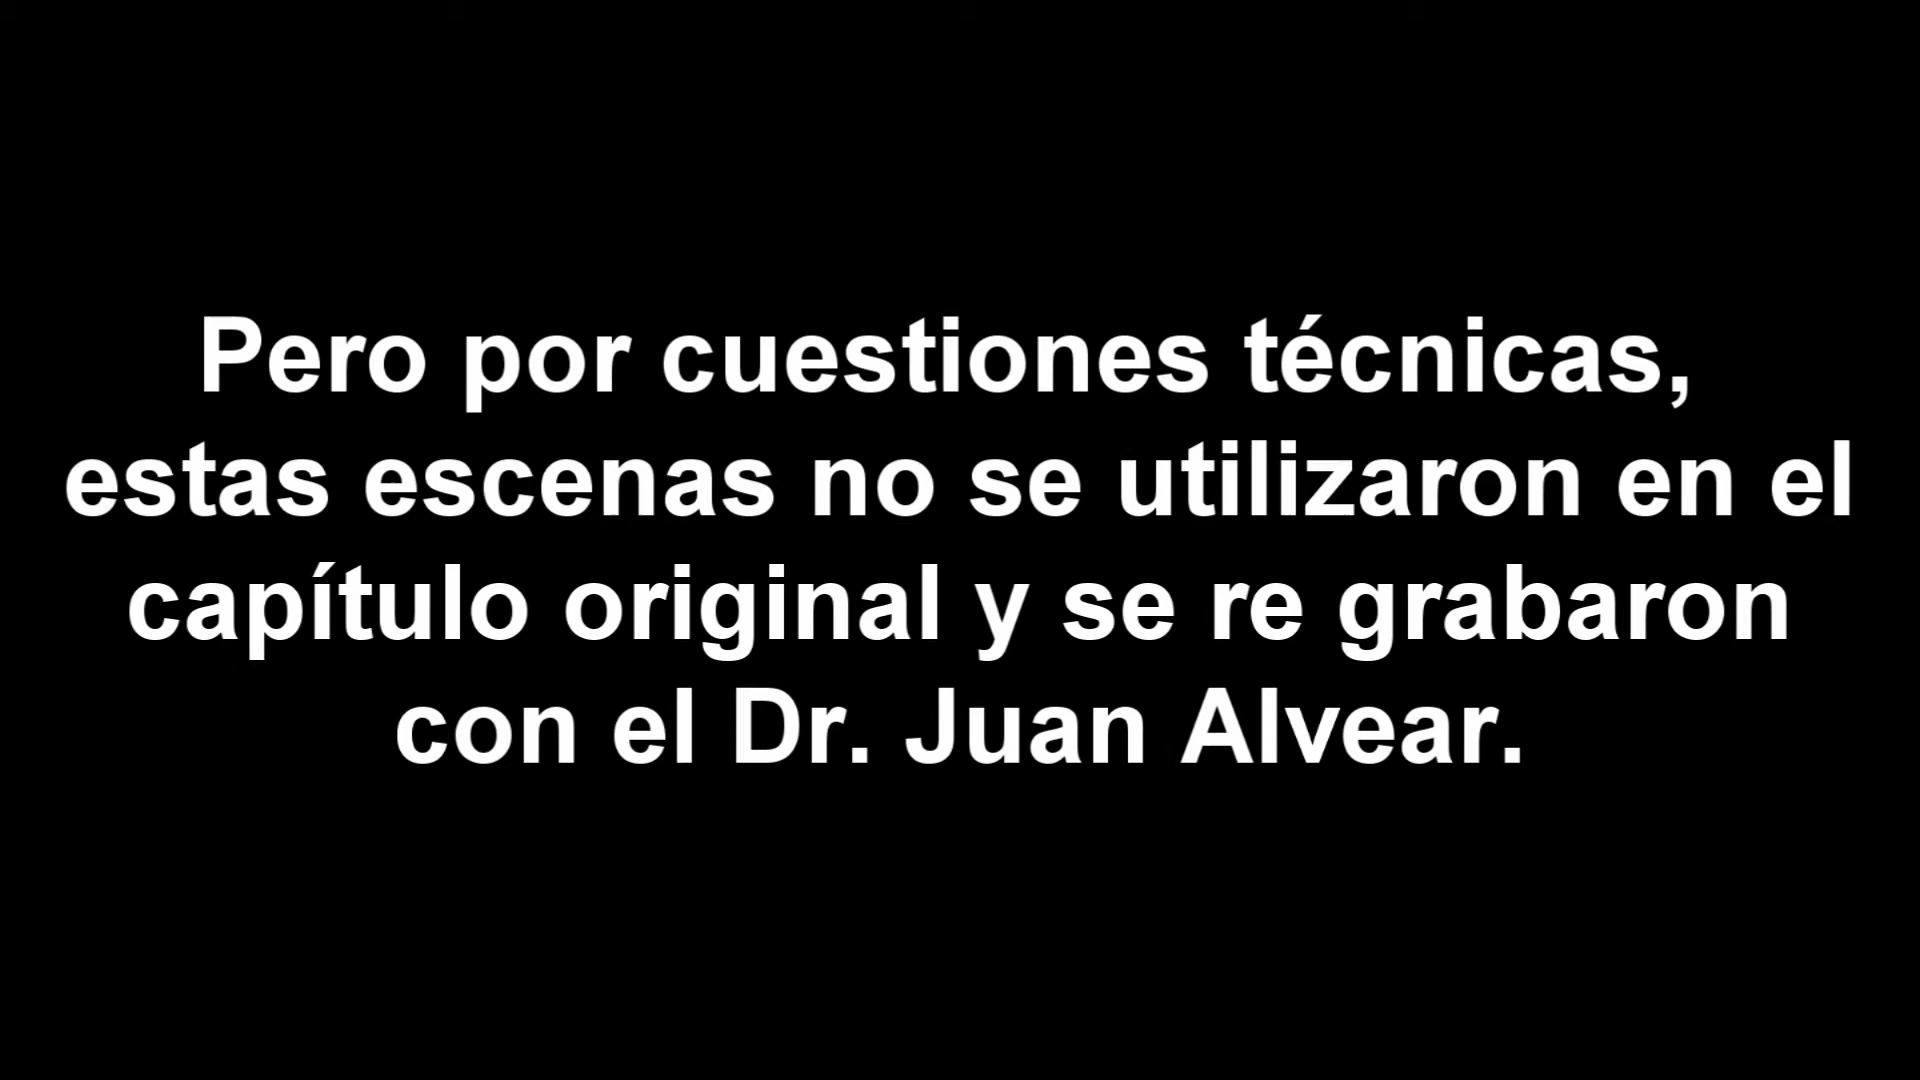 Pero por cuestiones técnicas,
estas escenas no se utilizaron en el
capítulo original y se re grabaron
con el Dr. Juan Alvear.